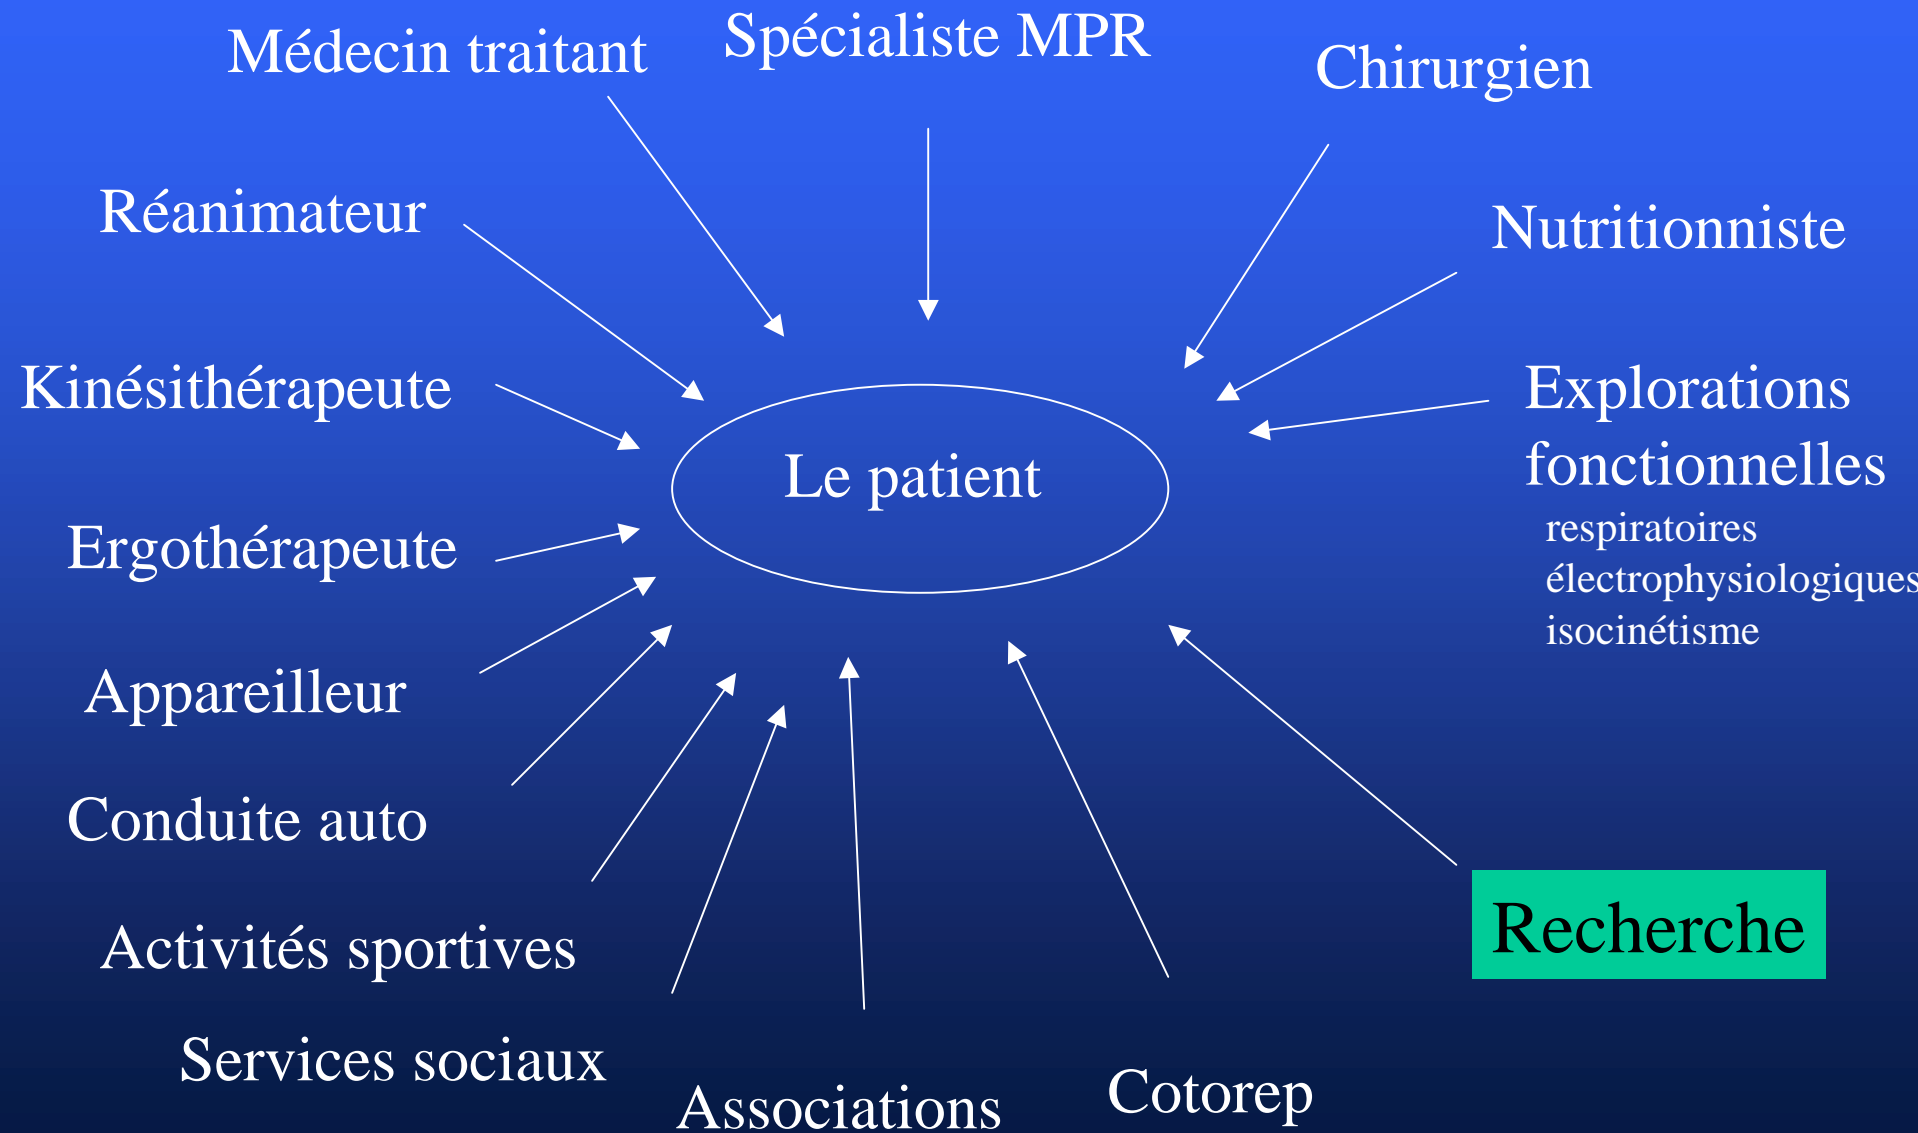 Médecin traitant
Spécialiste MPR
Chirurgien
Réanimateur
Nutritionniste
Kinésithérapeute
Explorations
fonctionnelles
respiratoires
électrophysiologiques
isocinétisme
Le patient
Ergothérapeute
Appareilleur
Conduite auto
Recherche
Activités sportives
Services sociaux
Associations
Cotorep